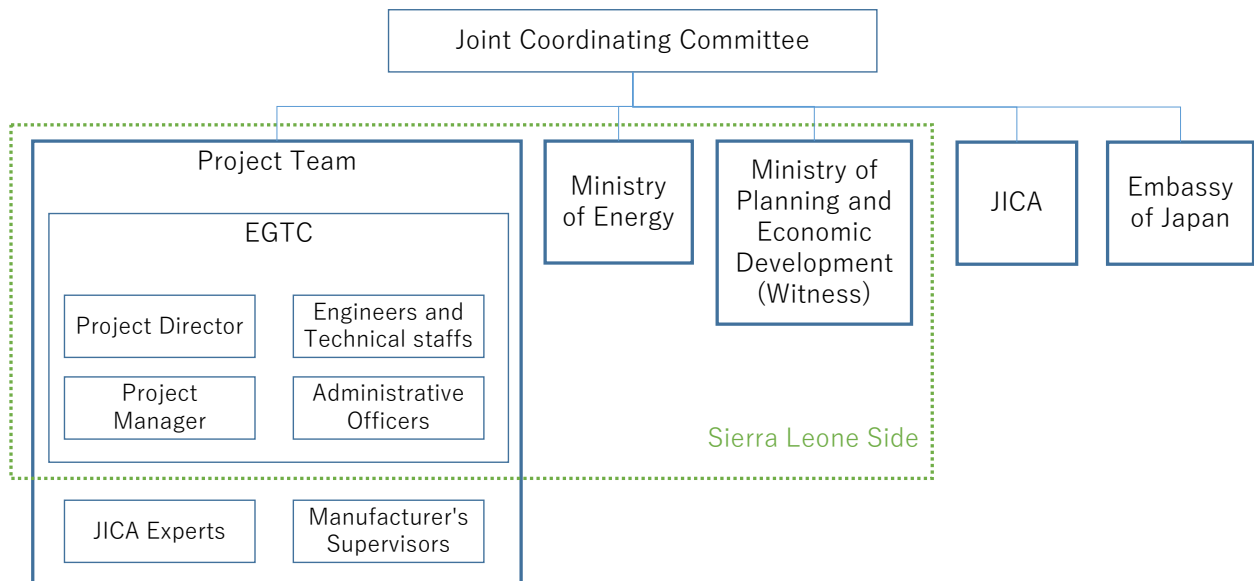 Joint Coordinating Committee
Project Team
EGTC
Project Director
Engineers and
Technical staffs
Project
Manager
Administrative
Officers
JICA Experts
Manufacturer's
Supervisors
Ministry
of Energy
Ministry of
Planning and
Economic
Development
(Witness)
JICA
Embassy
of Japan
Sierra Leone Side